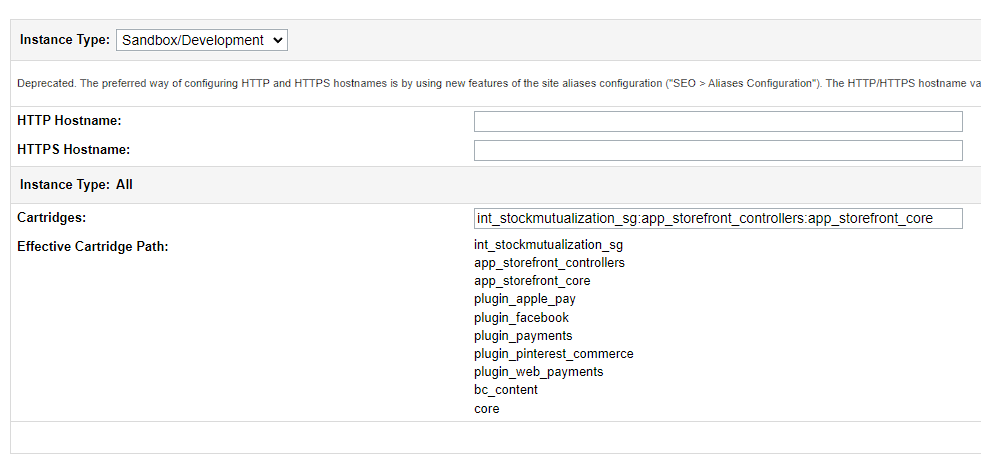 Instance Type: Sandbox/Development
Deprecated. The preferred way of configuring HTTP and HTTPS hostnames is by using new features of the site aliases configuration ("SEO > Aliases Configuration"). The HTTP/HTTPS hostname va
HTTP Hostname:
HTTPS Hostname:
Instance Type: All
Cartridges: int_stockmutualization_sg:app_storefront_controllers:app_storefront_core
Effective Cartridge Path: int_stockmutualization_sg
app_storefront_controllers
app_storefront_core
plugin_apple_pay
plugin_facebook
plugin_payments
plugin_pinterest_commerce
plugin_web_payments
bc_content
core